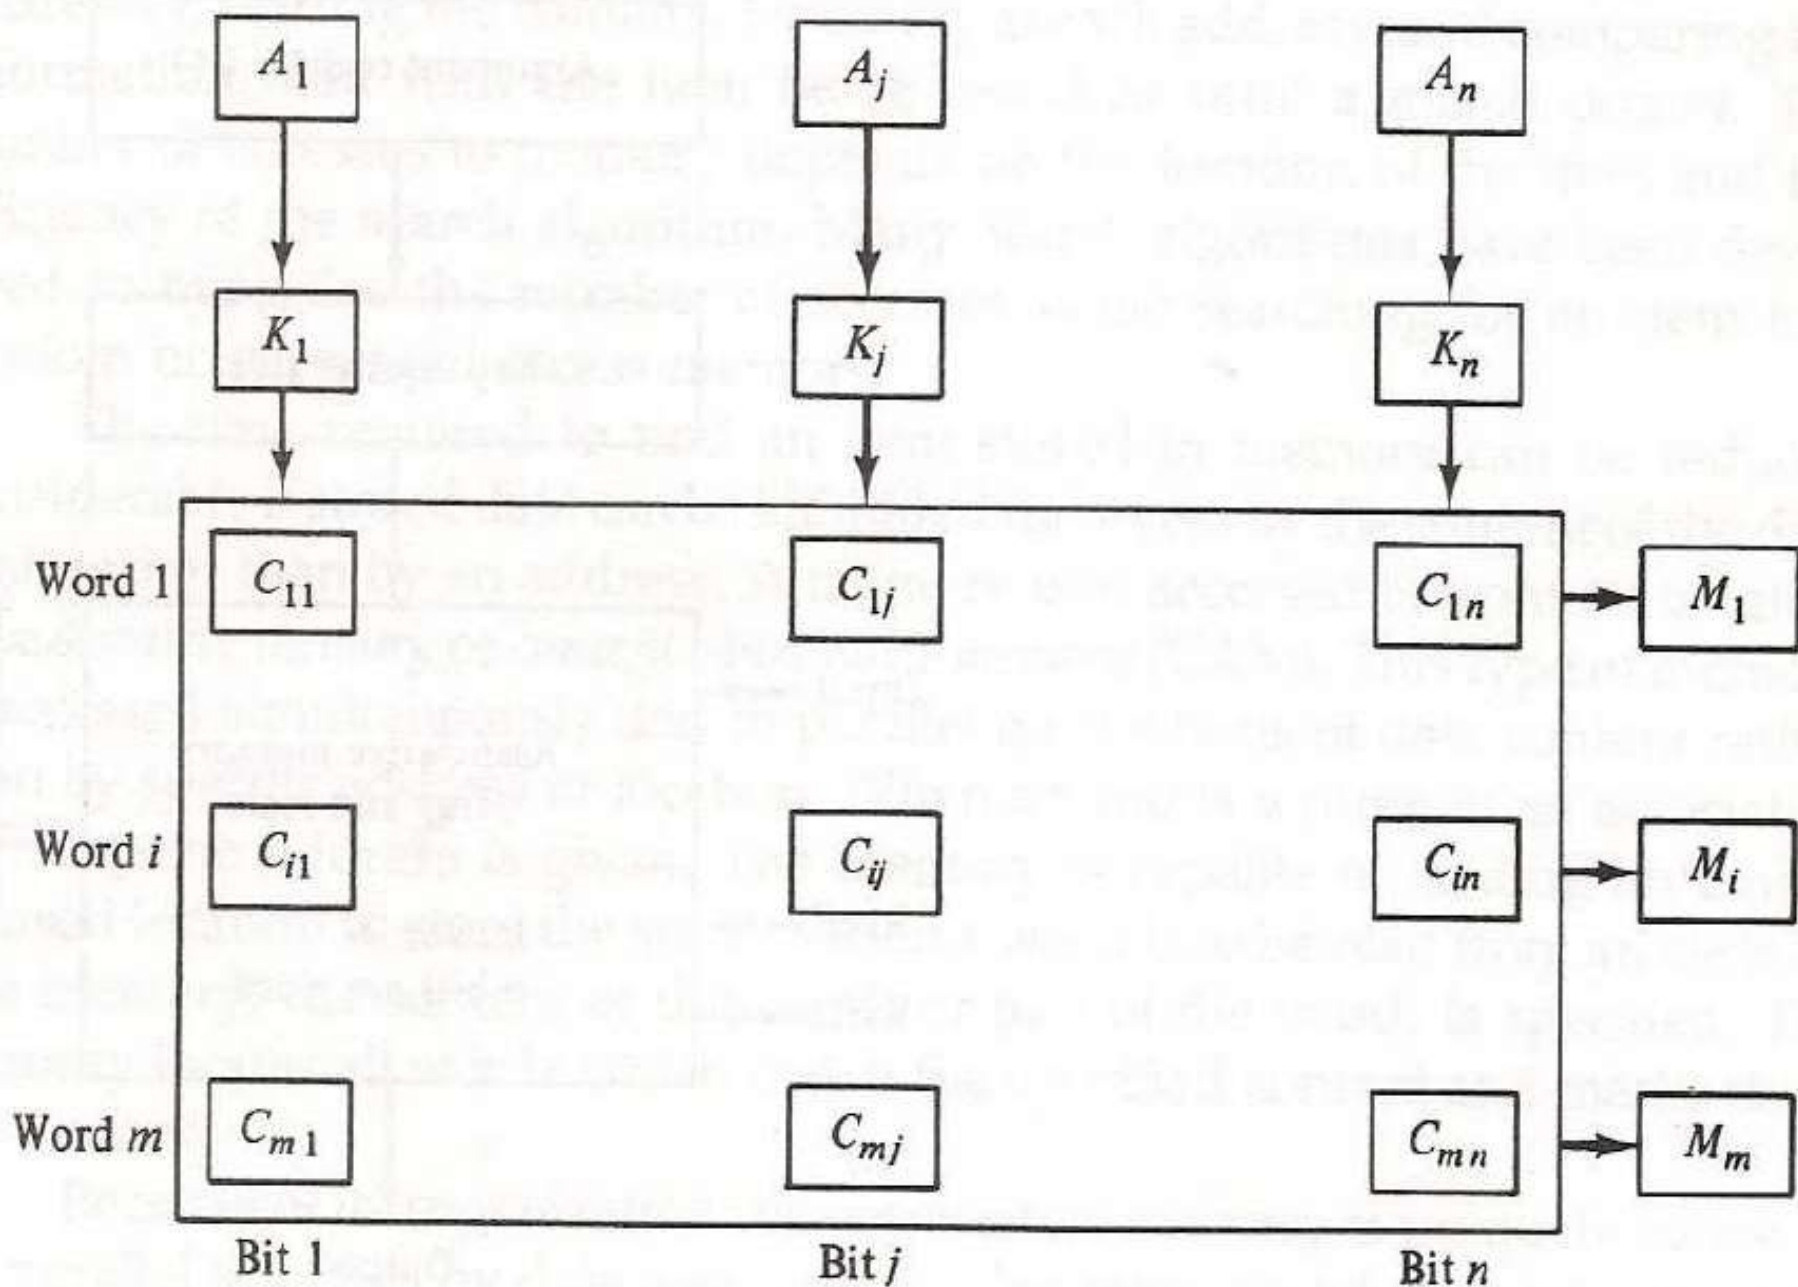 A1 Aj An
K1 Kj Kn
Word 1 C11 C1j C1n M1
Word i Ci1 Cij Cin Mi
Word m Cm1 Cmj Cmn Mm
Bit 1 Bit j Bit n